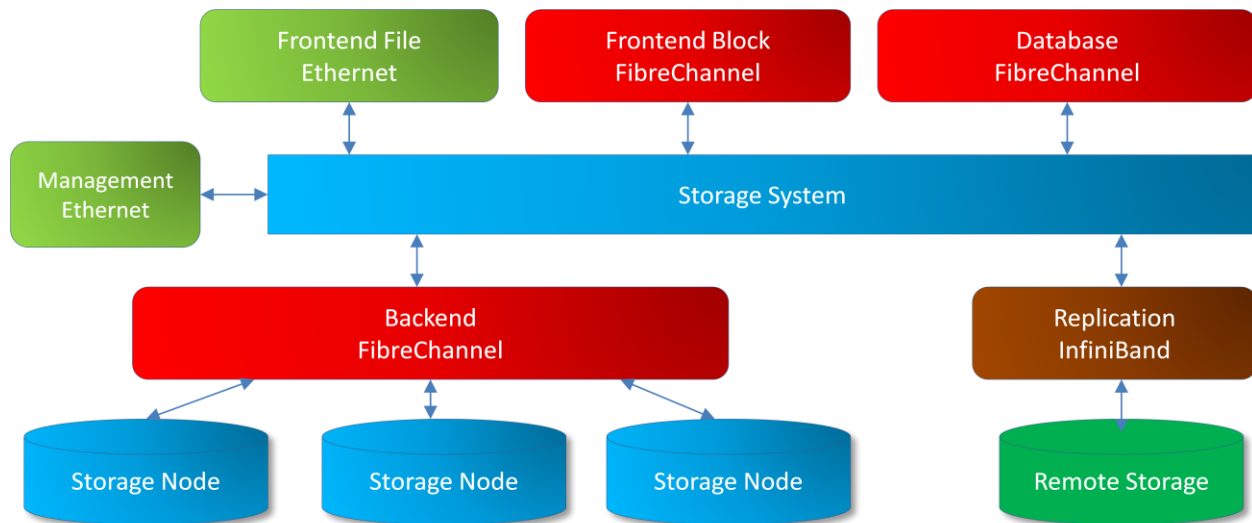 Frontend File
Ethernet
Frontend Block
FibreChannel
Database
FibreChannel
Management
Ethernet
Storage System
Backend
FibreChannel
Replication
InfiniBand
Storage Node
Storage Node
Storage Node
Remote Storage